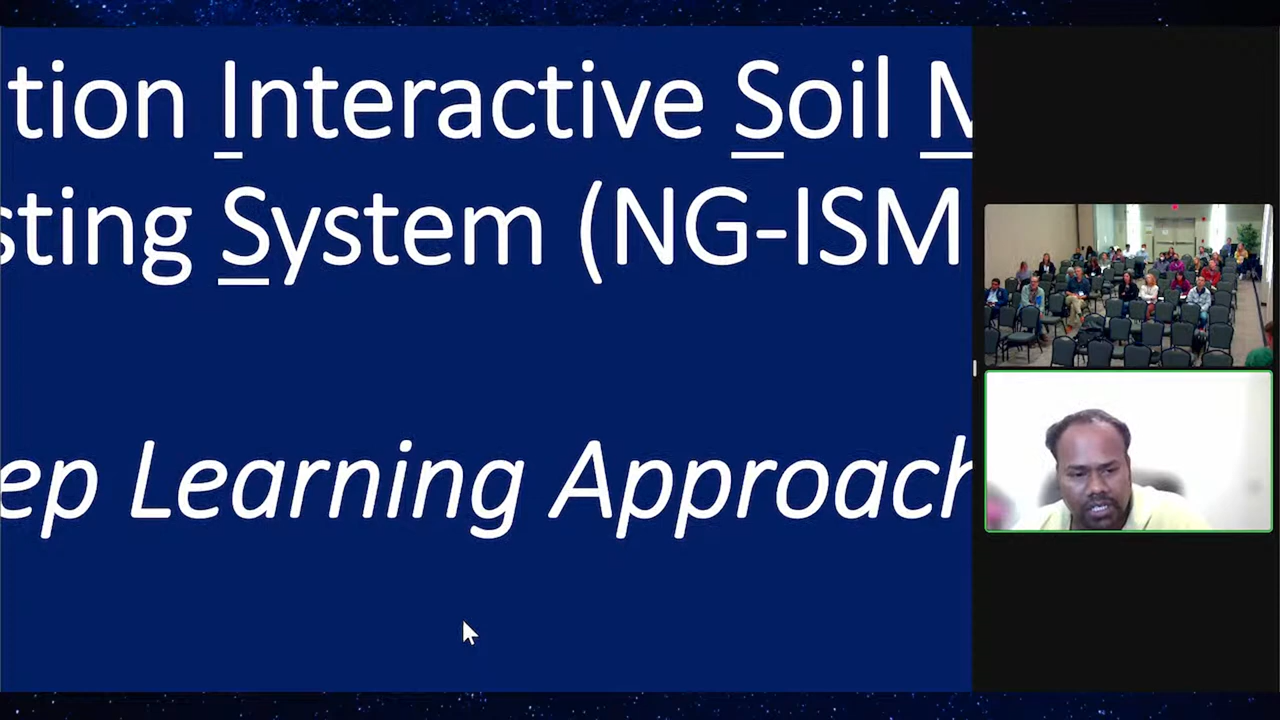 tion Interactive Soil M
sting System (NG-ISM
ep Learning Approach